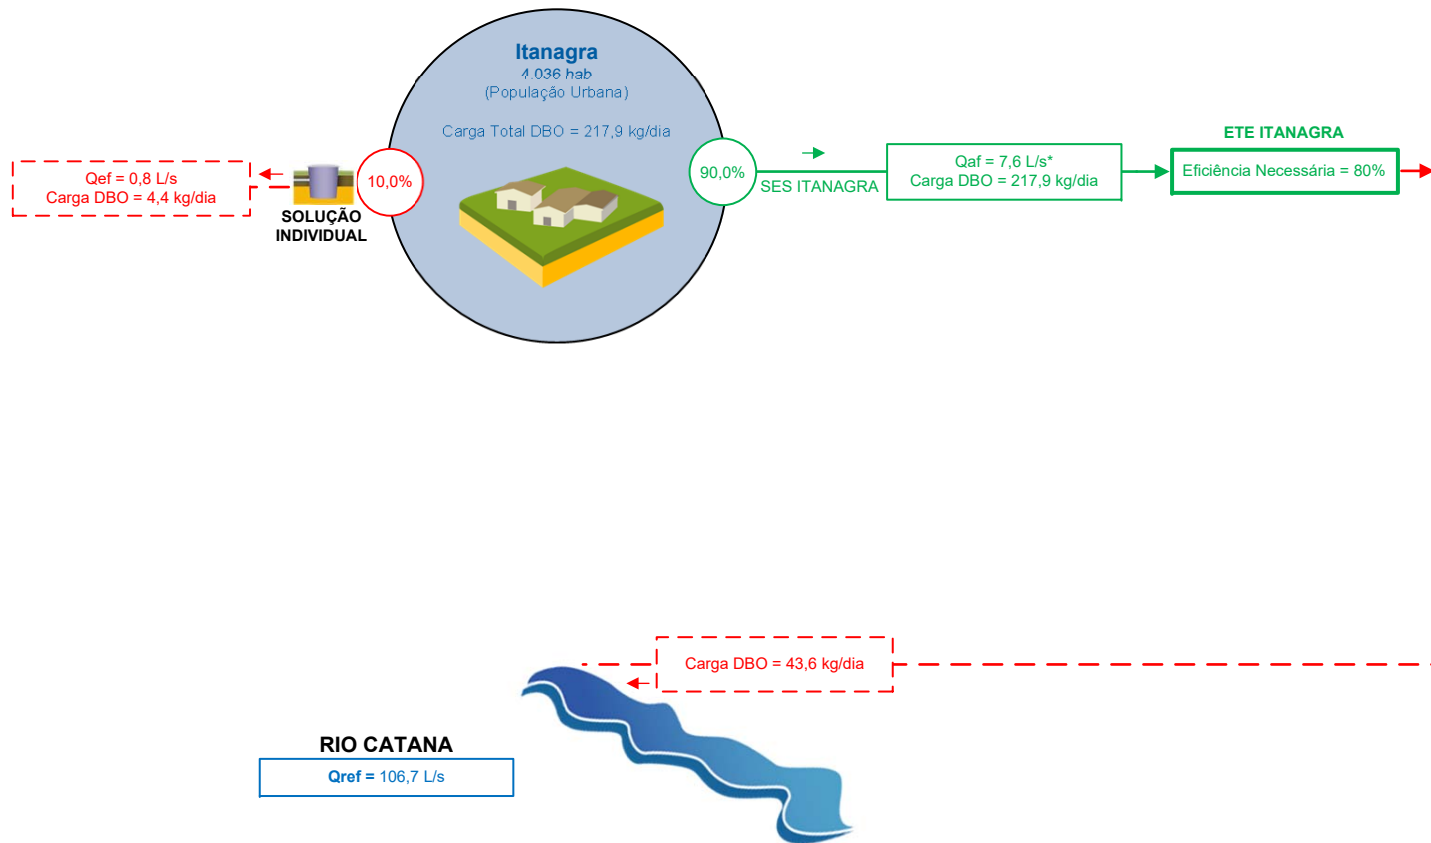 Itanagra
4.036 hab
(População Urbana)
Carga Total DBO = 217,9 kg/dia
Qef = 0,8 L/s
Carga DBO = 4,4 kg/dia
SOLUÇÃO
INDIVIDUAL
10,0%
90,0%
SES ITANAGRA
Qaf = 7,6 L/s*
Carga DBO = 217,9 kg/dia
ETE ITANAGRA
Eficiência Necessária = 80%
Carga DBO = 43,6 kg/dia
RIO CATANA
Qref = 106,7 L/s